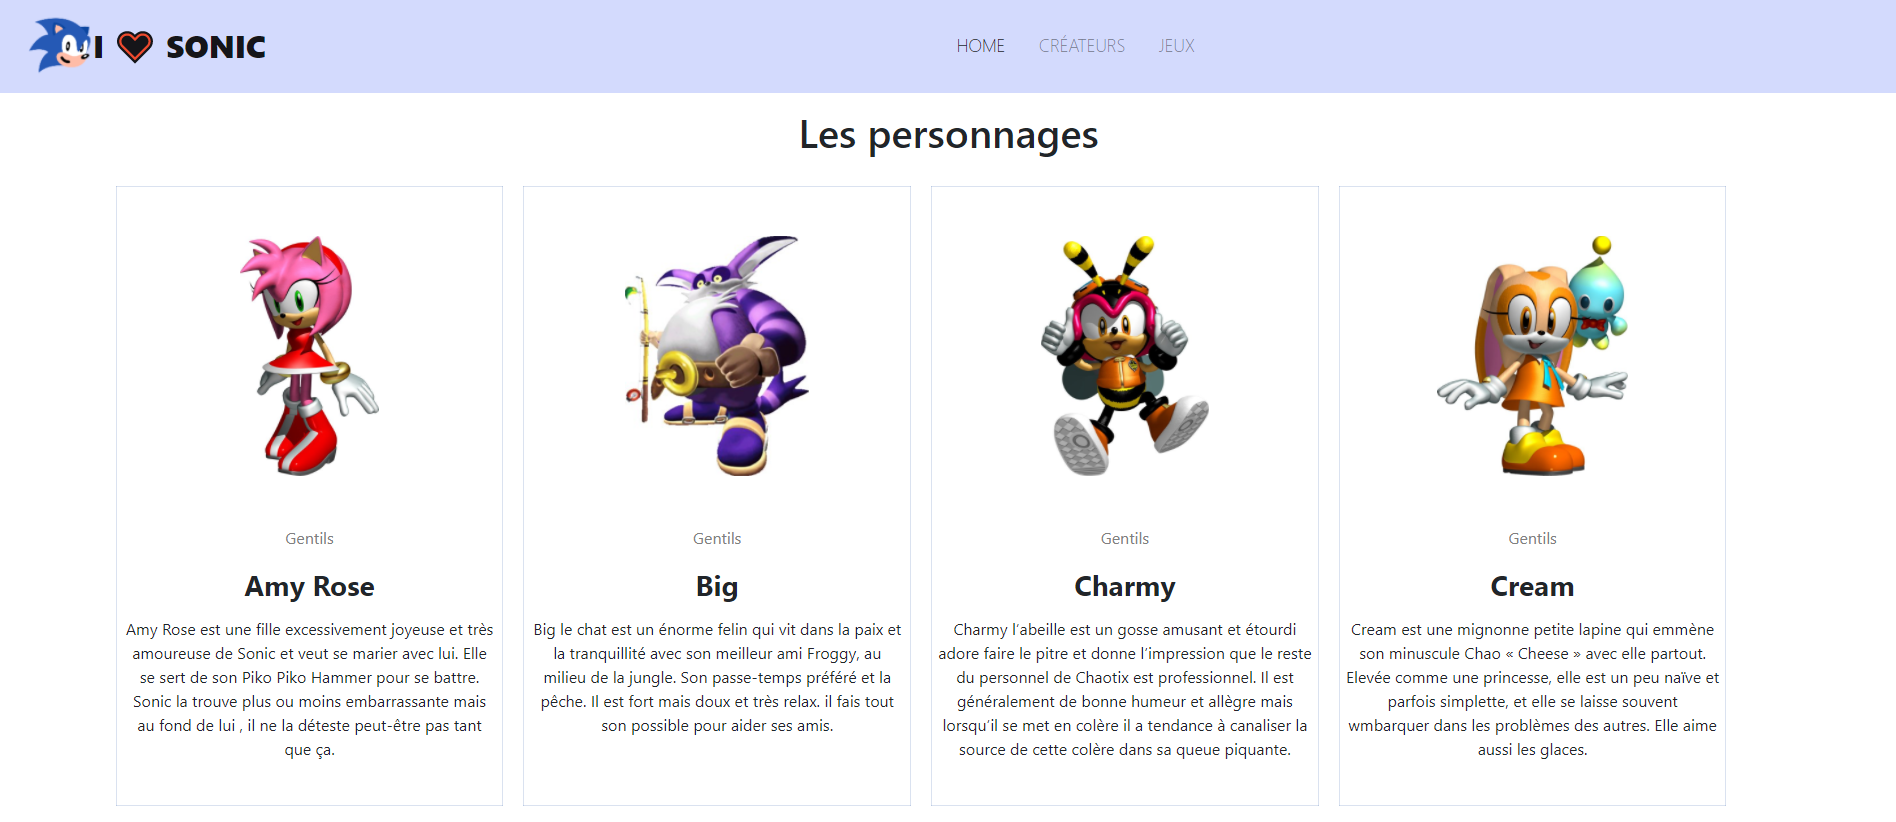 I 🖤 SONIC
HOME
CRÉATEURS
JEUX
Les personnages
Gentils
Amy Rose
Amy Rose est une fille excessivement joyeuse et très
amoureuse de Sonic et veut se marier avec lui. Elle
se sert de son Piko Piko Hammer pour se battre.
Sonic la trouve plus ou moins embarrassante mais
au fond de lui , il ne la déteste peut-être pas tant
que ça.
Gentils
Big
Big le chat est un énorme felin qui vit dans la paix et
la tranquillité avec son meilleur ami Froggy, au
milieu de la jungle. Son passe-temps préféré et la
pêche. Il est fort mais doux et très relax. il fais tout
son possible pour aider ses amis.
Gentils
Charmy
Charmy l’abeille est un gosse amusant et étourdi
adore faire le pitre et donne l’impression que le reste
du personnel de Chaotix est professionnel. Il est
généralement de bonne humeur et allègre mais
lorsqu’il se met en colère il a tendance à canaliser la
source de cette colère dans sa queue piquante.
Gentils
Cream
Cream est une mignonne petite lapine qui emmène
son minuscule Chao « Cheese » avec elle partout.
Elevée comme une princesse, elle est un peu naïve et
parfois simplette, et elle se laisse souvent
wmbarquer dans les problèmes des autres. Elle aime
aussi les glaces.